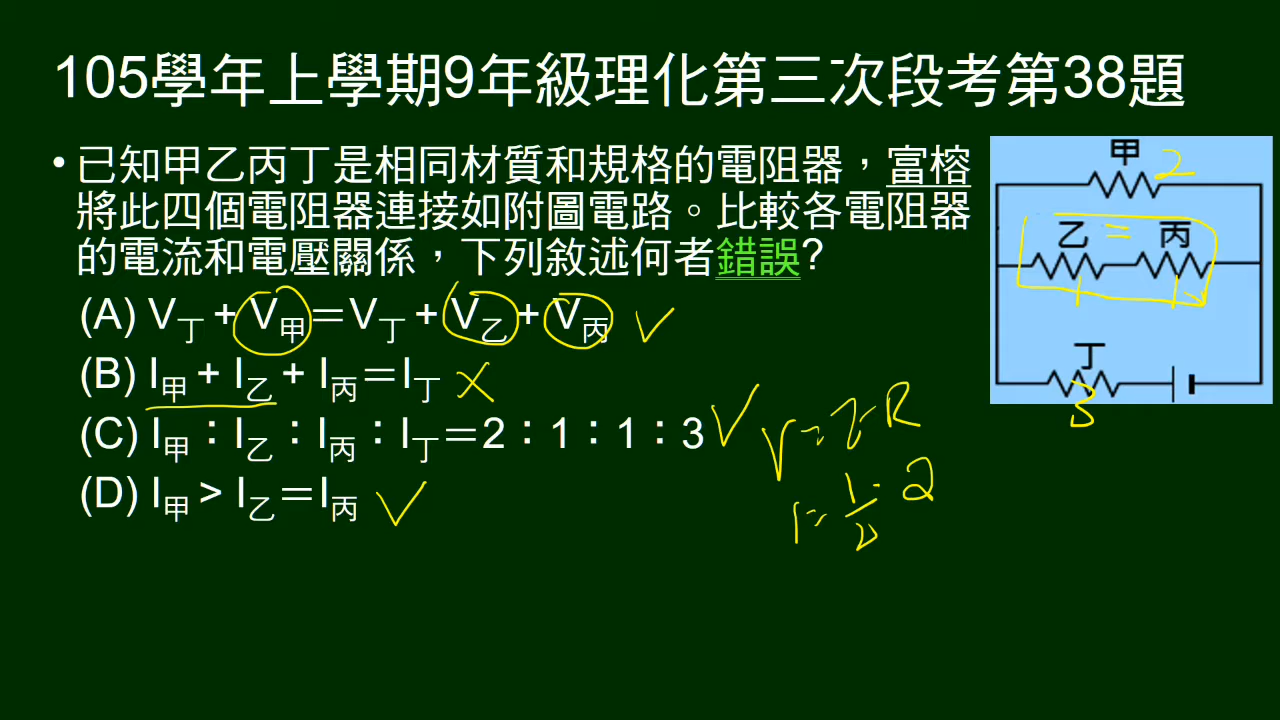 105學年上學期9年級理化第三次段考第38題
• 已知甲乙丙丁是相同材質和規格的電阻器，富榕
將此四個電阻器連接如附圖電路。比較各電阻器
的電流和電壓關係，下列敘述何者錯誤?
(A) V丁 + V甲＝V丁 + V乙 + V丙 ✓
(B) I甲 + I乙 + I丙＝I丁 ✗
(C) I甲：I乙：I丙：I丁＝2：1：1：3 ✓
(D) I甲 > I乙＝I丙 ✓
甲 2
乙 = 丙
1 1
丁
3